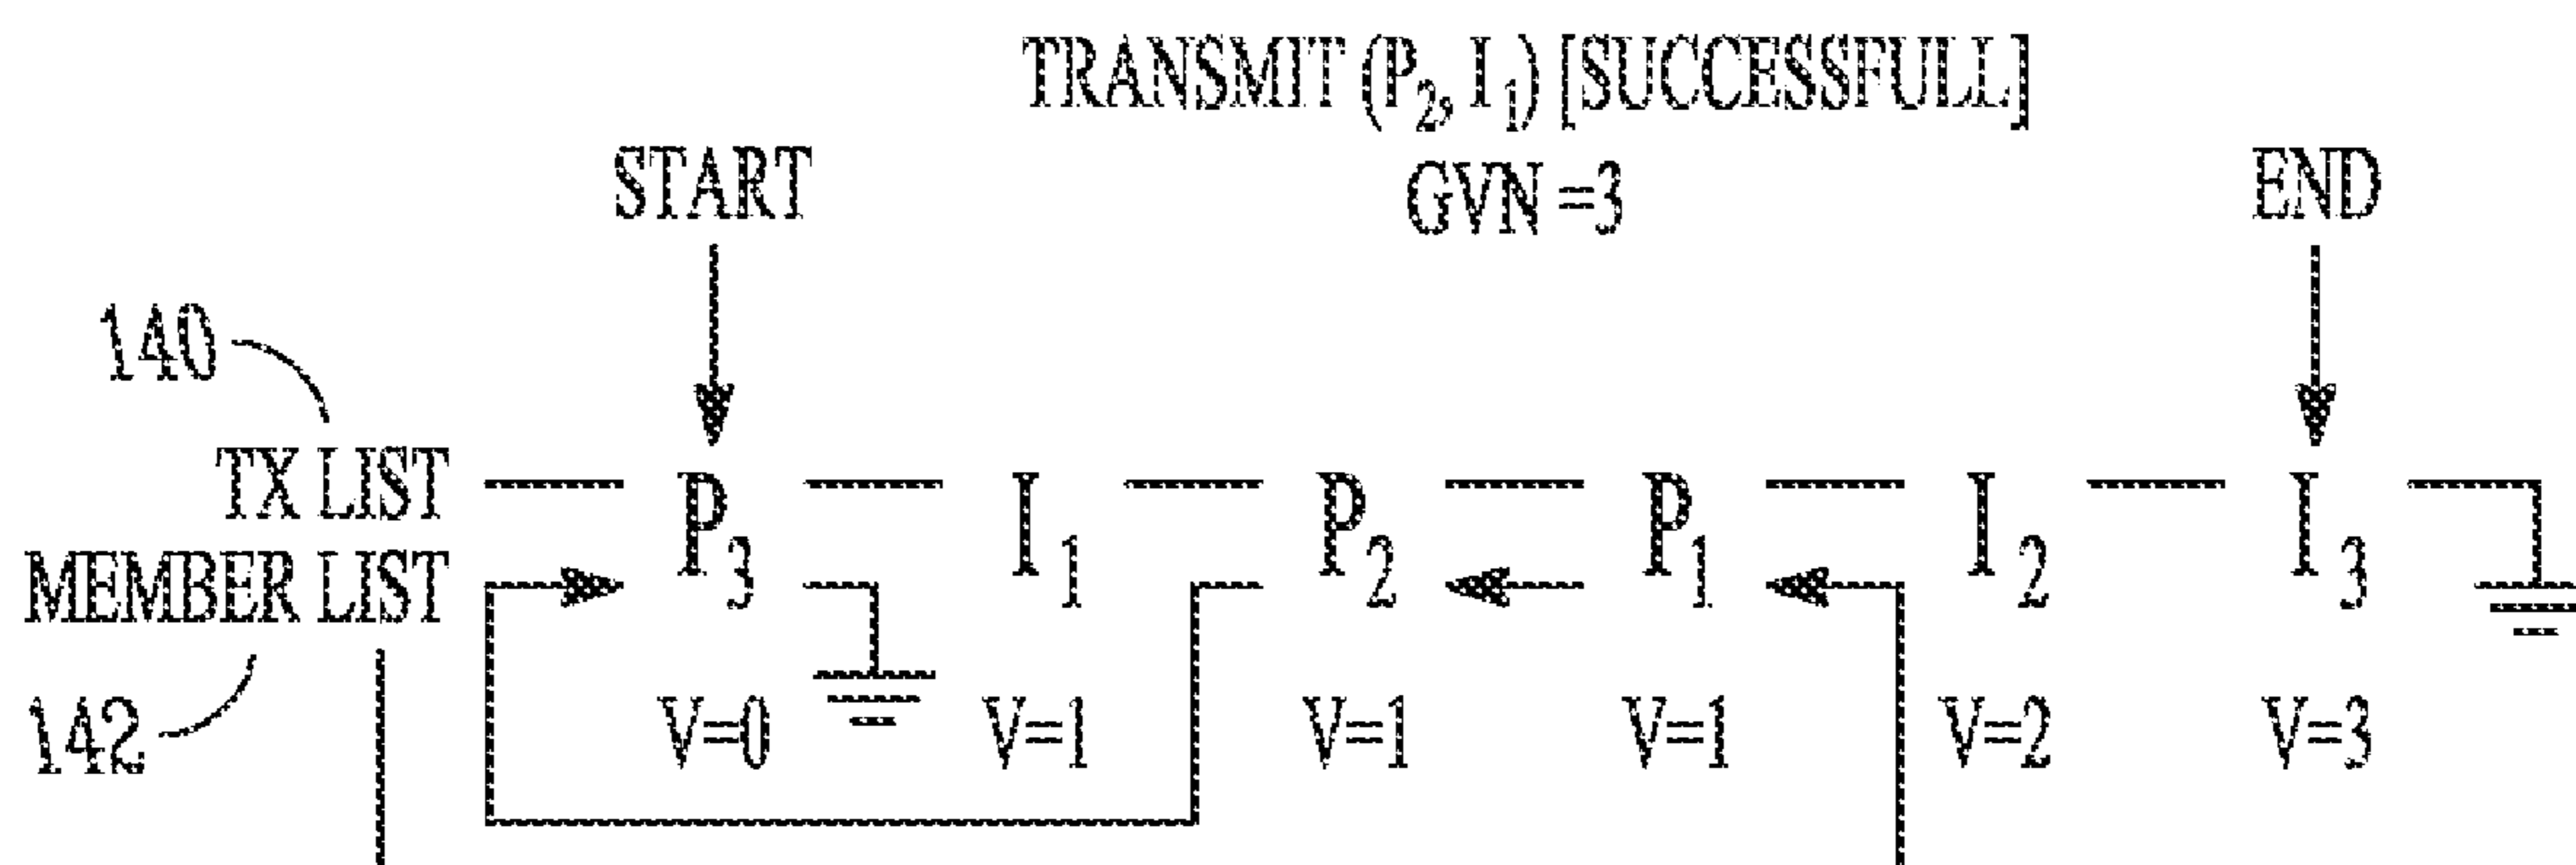 TRANSMIT (P2, I1) [SUCCESSFULL]
START
GVN =3
END
140
TX LIST
P3 I1 P2 P1 I2 I3
MEMBER LIST
142
V=0 V=1 V=1 V=1 V=2 V=3